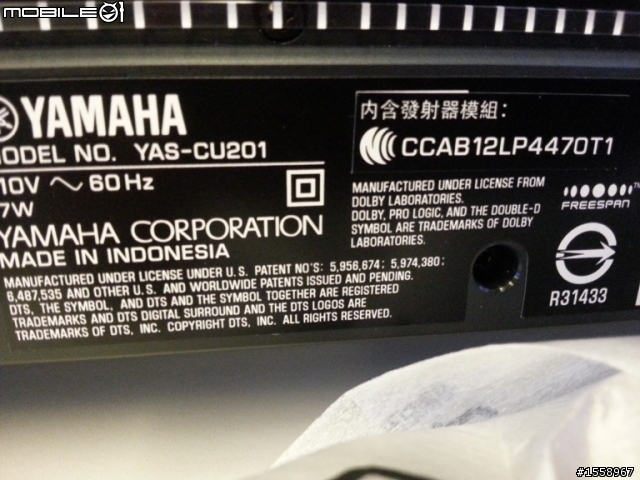 MOBILE01
YAMAHA
ODEL NO. YAS-CU201
10V ～ 60Hz
7W
YAMAHA CORPORATION
MADE IN INDONESIA
MANUFACTURED UNDER LICENSE UNDER U.S. PATENT NO'S: 5,956,674; 5,974,380;
6,487,535 AND OTHER U.S. AND WORLDWIDE PATENTS ISSUED AND PENDING.
DTS, THE SYMBOL, AND DTS AND THE SYMBOL TOGETHER ARE REGISTERED
TRADEMARKS AND DTS DIGITAL SURROUND AND THE DTS LOGOS ARE
TRADEMARKS OF DTS, INC. COPYRIGHT DTS, INC. ALL RIGHTS RESERVED.
內含發射器模組：
CCAB12LP4470T1
MANUFACTURED UNDER LICENSE FROM
DOLBY LABORATORIES.
DOLBY, PRO LOGIC, AND THE DOUBLE-D
SYMBOL ARE TRADEMARKS OF DOLBY
LABORATORIES.
TM
FREESPAN
R31433
#1558967